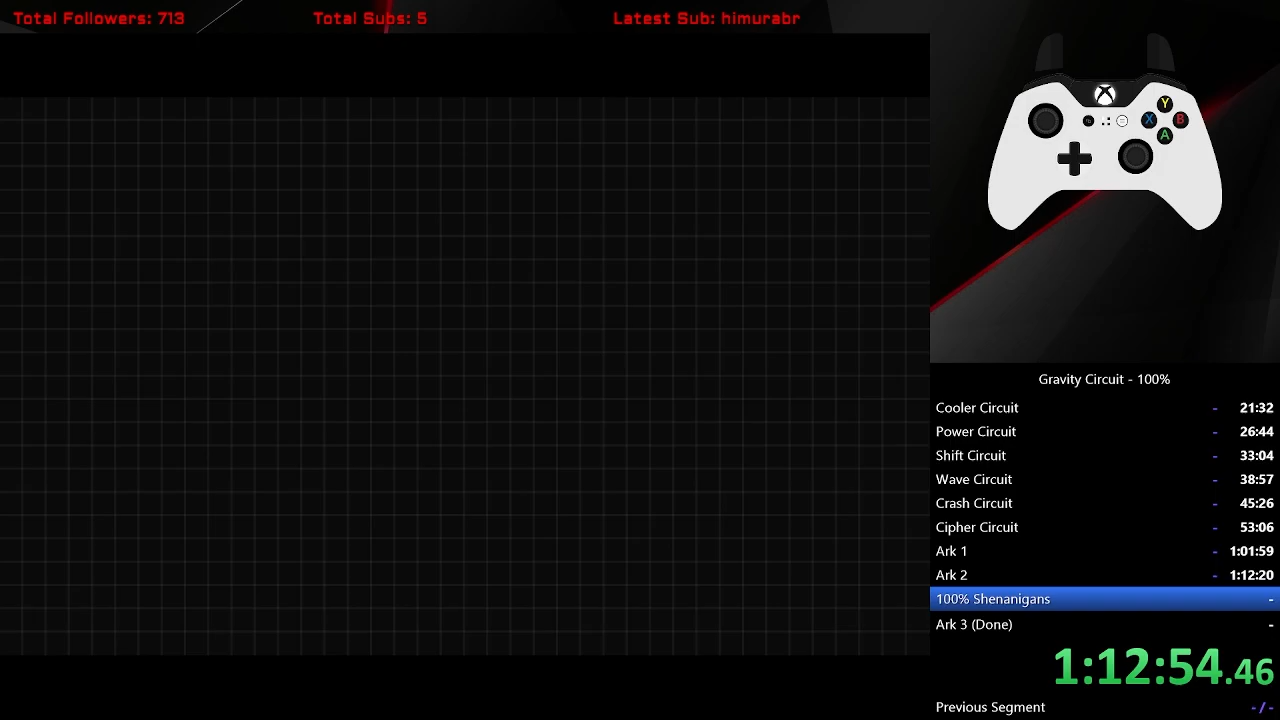 Total Followers: 713
Total Subs: 5
Latest Sub: himurabr
Y
X
B
A
Gravity Circuit - 100%
Cooler Circuit - 21:32
Power Circuit - 26:44
Shift Circuit - 33:04
Wave Circuit - 38:57
Crash Circuit - 45:26
Cipher Circuit - 53:06
Ark 1 - 1:01:59
Ark 2 - 1:12:20
100% Shenanigans -
Ark 3 (Done) -
1:12:54.46
Previous Segment -/-